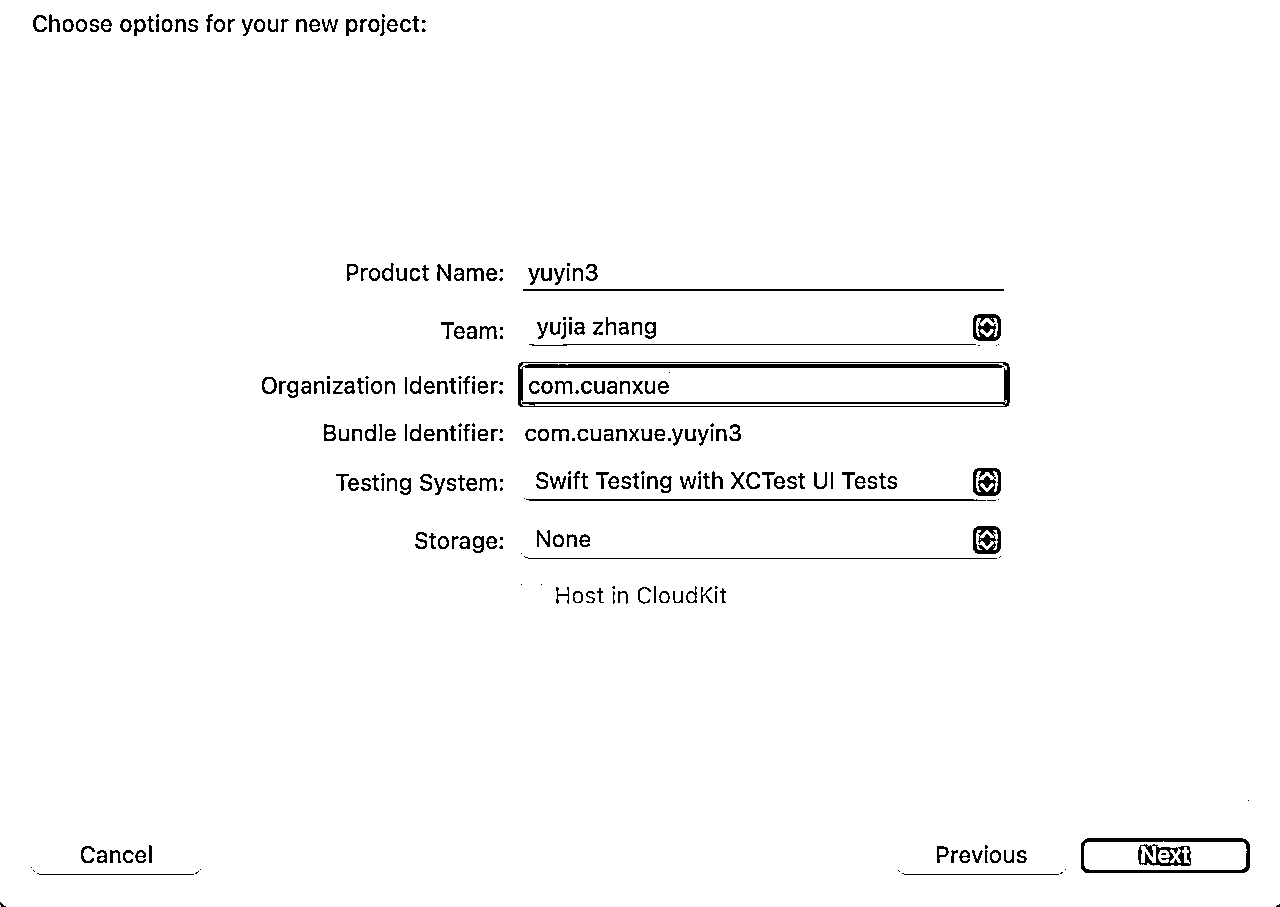 Choose options for your new project:
Product Name: yuyin3
Team: yujia zhang
Organization Identifier: com.cuanxue
Bundle Identifier: com.cuanxue.yuyin3
Testing System: Swift Testing with XCTest UI Tests
Storage: None
Host in CloudKit
Cancel Previous Next